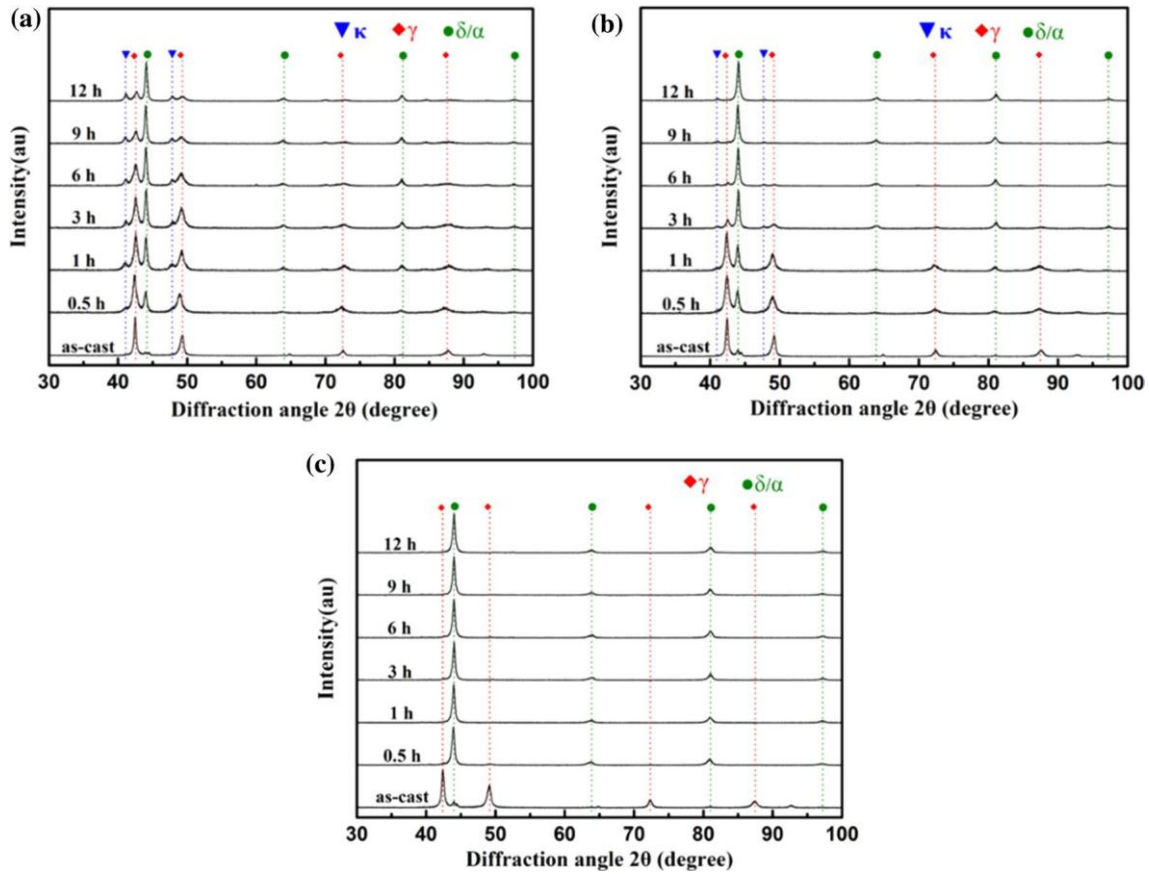 (a)
κ γ δ/α
12 h
9 h
6 h
3 h
1 h
0.5 h
as-cast
Intensity(au)
30 40 50 60 70 80 90 100
Diffraction angle 2θ (degree)
(b)
κ γ δ/α
12 h
9 h
6 h
3 h
1 h
0.5 h
as-cast
Intensity(au)
30 40 50 60 70 80 90 100
Diffraction angle 2θ (degree)
(c)
γ δ/α
12 h
9 h
6 h
3 h
1 h
0.5 h
as-cast
Intensity(au)
30 40 50 60 70 80 90 100
Diffraction angle 2θ (degree)